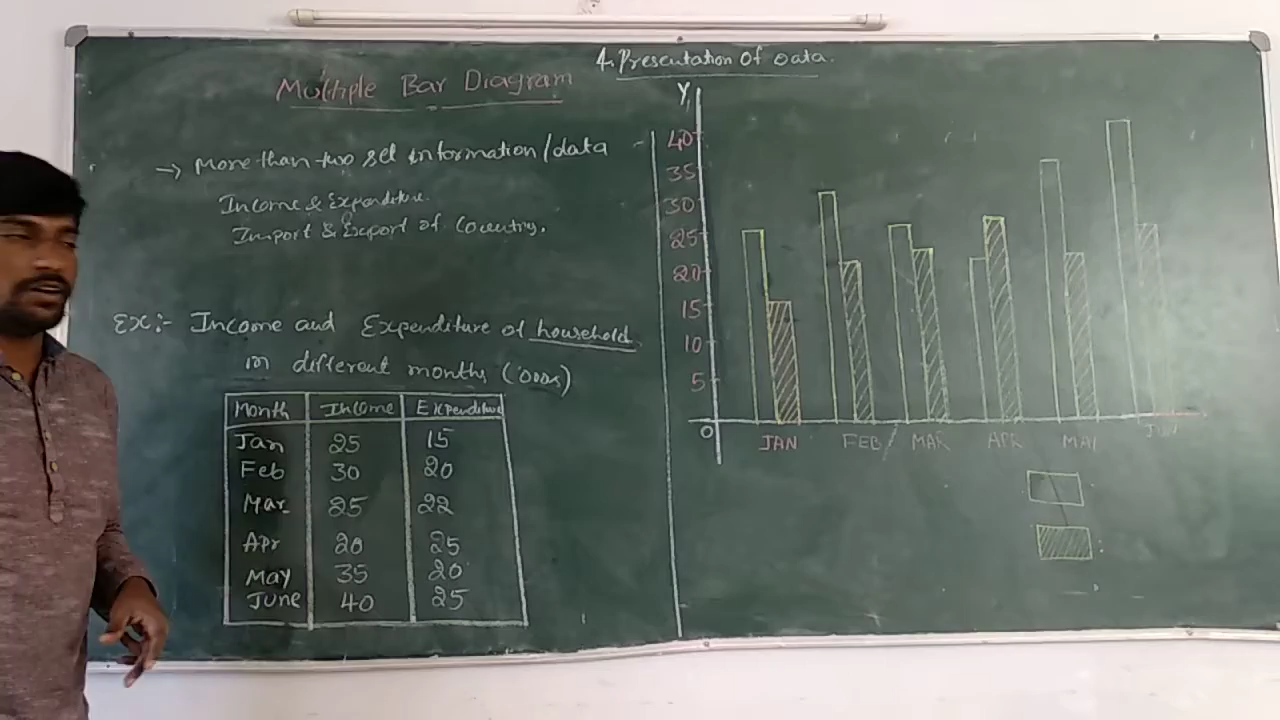 4. Presentation Of Data.
Multiple Bar Diagram
→ More than two set information/data
Income & Expenditure.
Import & Export of Country.
Ex:- Income and Expenditure of household
in different months ('000s)
Month Income Expenditure
Jan 25 15
Feb 30 20
Mar 25 22
Apr 20 25
May 35 20
June 40 25
Y
40
35
30
25
20
15
10
5
0
JAN FEB MAR APR MAY JUN